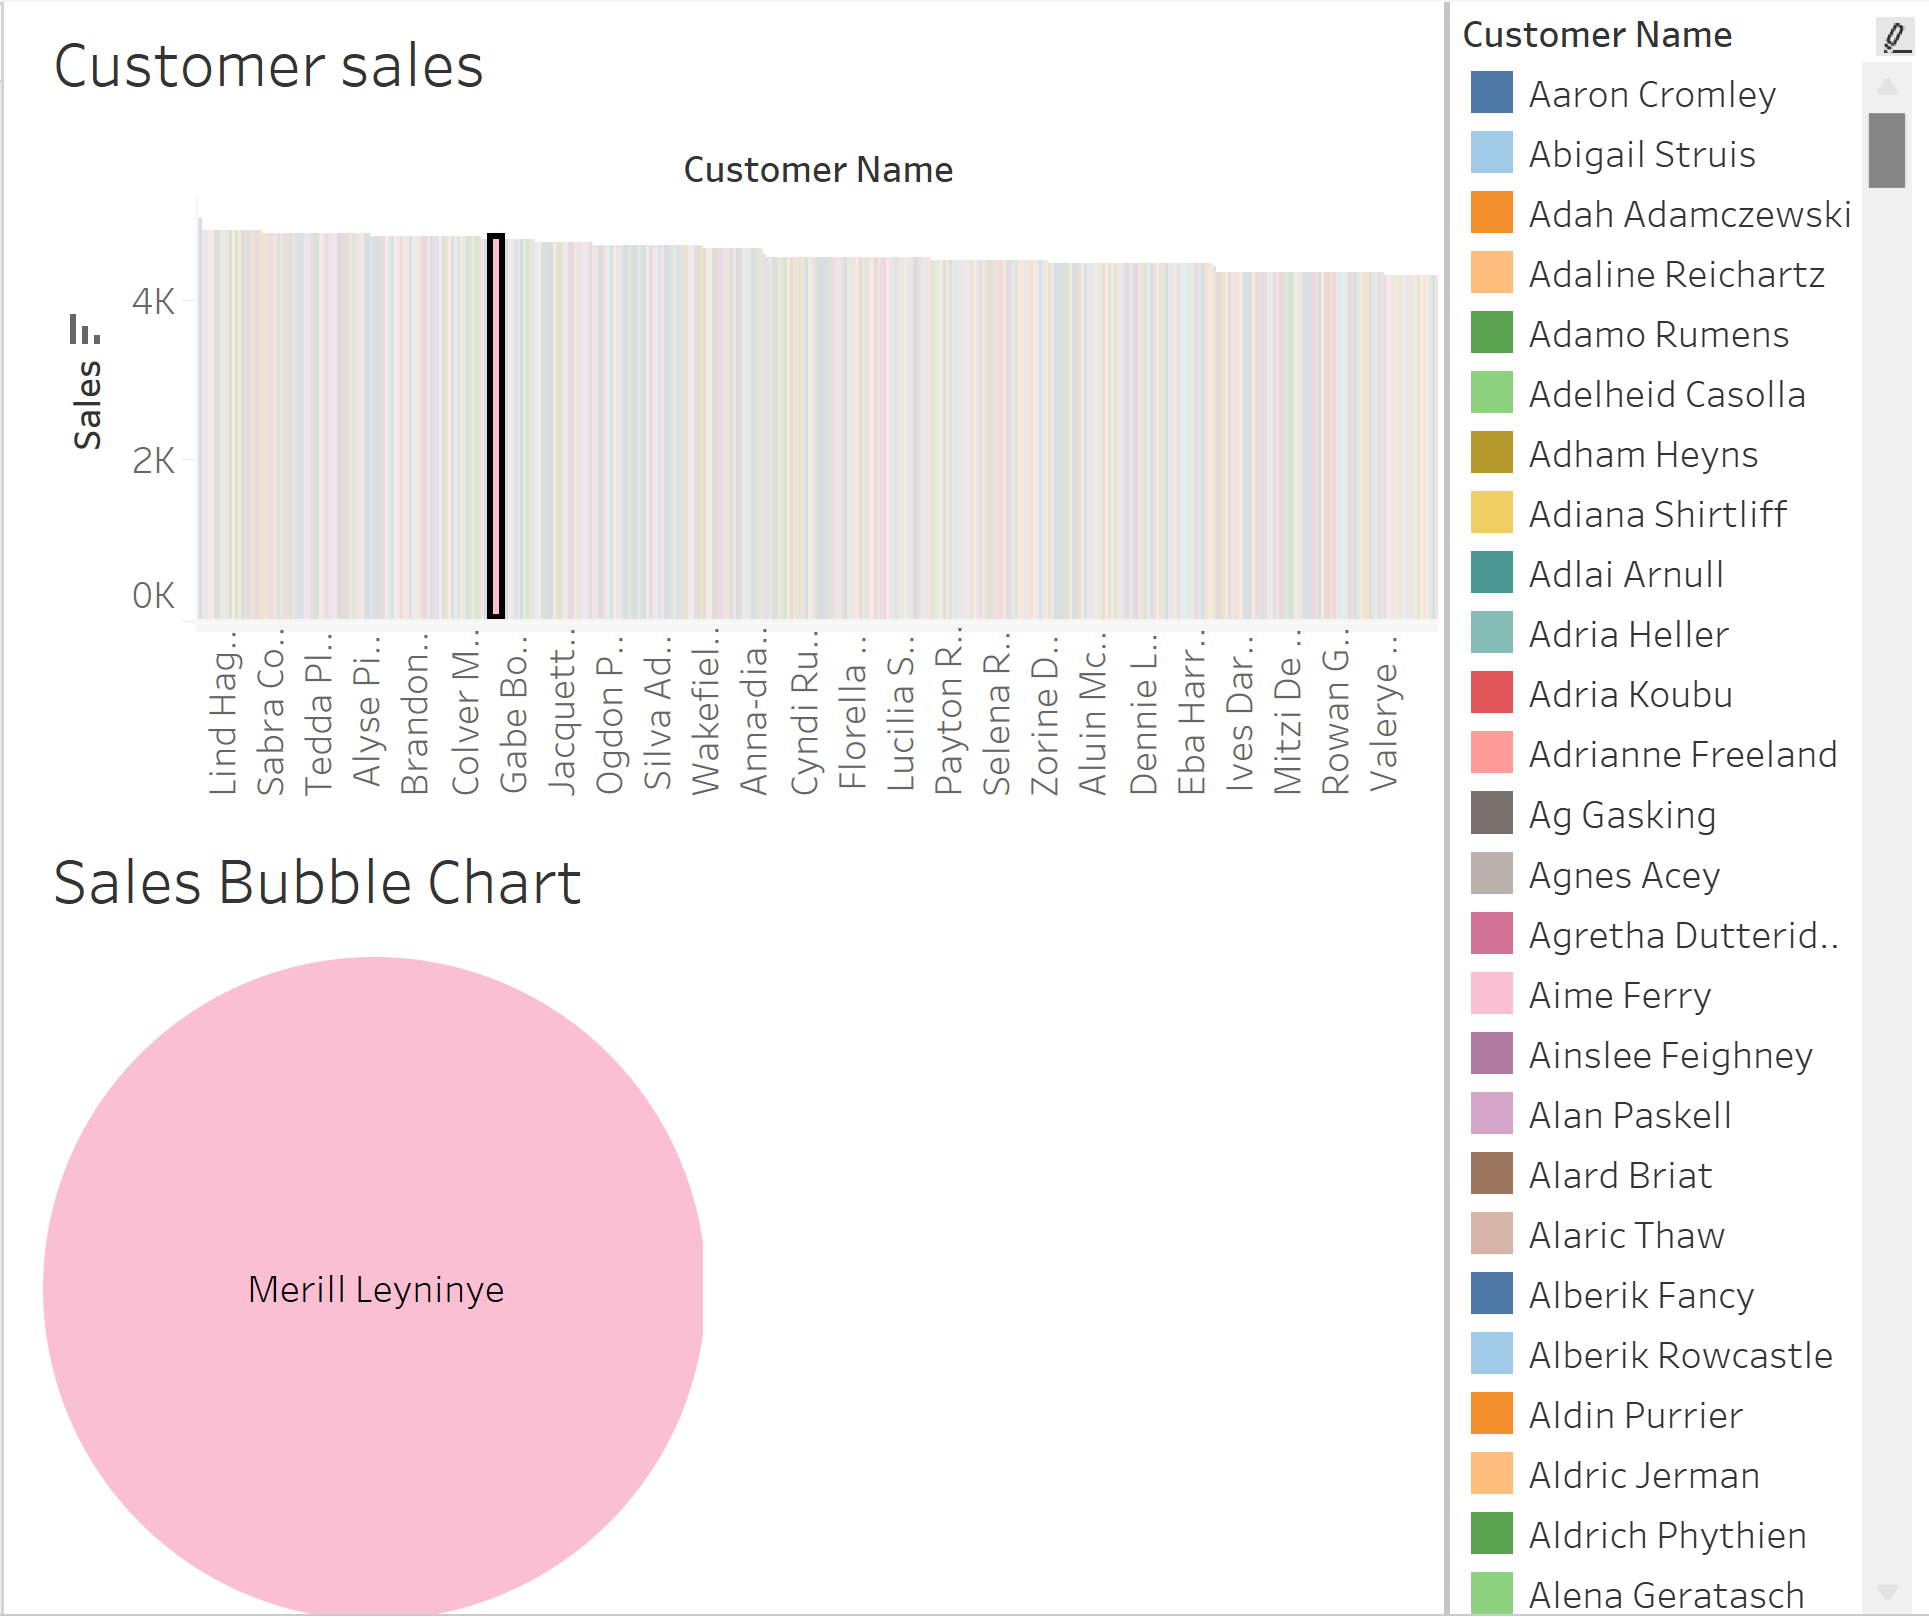 Customer sales
Customer Name
Sales
4K
2K
0K
Lind Hag..
Sabra Co..
Tedda Pl..
Alyse Pi..
Brandon..
Colver M..
Gabe Bo..
Jacquett..
Ogdon P..
Silva Ad..
Wakefiel..
Anna-dia..
Cyndi Ru..
Florella ..
Lucilia S..
Payton R..
Selena R..
Zorine D..
Aluin Mc..
Dennie L..
Eba Harr..
Ives Dar..
Mitzi De ..
Rowan G..
Valerye ..
Sales Bubble Chart
Merill Leyninye
Customer Name
Aaron Cromley
Abigail Struis
Adah Adamczewski
Adaline Reichartz
Adamo Rumens
Adelheid Casolla
Adham Heyns
Adiana Shirtliff
Adlai Arnull
Adria Heller
Adria Koubu
Adrianne Freeland
Ag Gasking
Agnes Acey
Agretha Dutterid..
Aime Ferry
Ainslee Feighney
Alan Paskell
Alard Briat
Alaric Thaw
Alberik Fancy
Alberik Rowcastle
Aldin Purrier
Aldric Jerman
Aldrich Phythien
Alena Geratasch